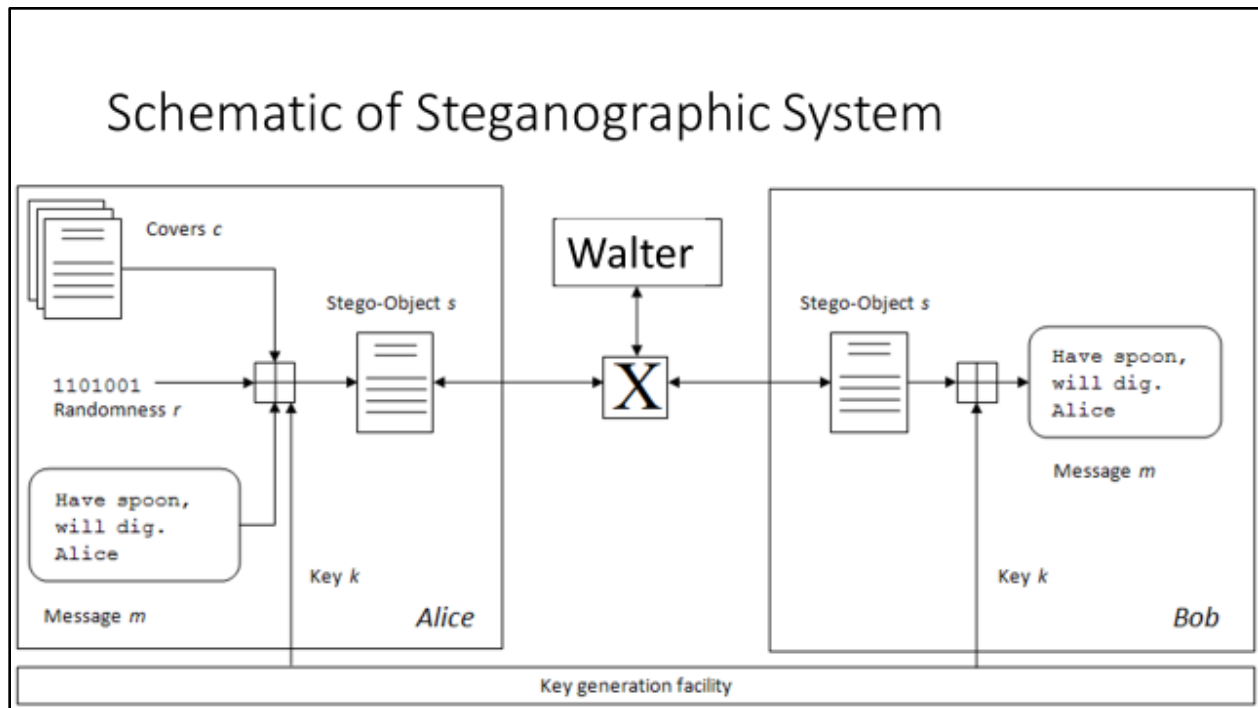 Schematic of Steganographic System
Covers c
1101001
Randomness r
Have spoon,
will dig.
Alice
Message m
Stego-Object s
Key k
Alice
Walter
X
Stego-Object s
Have spoon,
will dig.
Alice
Message m
Key k
Bob
Key generation facility